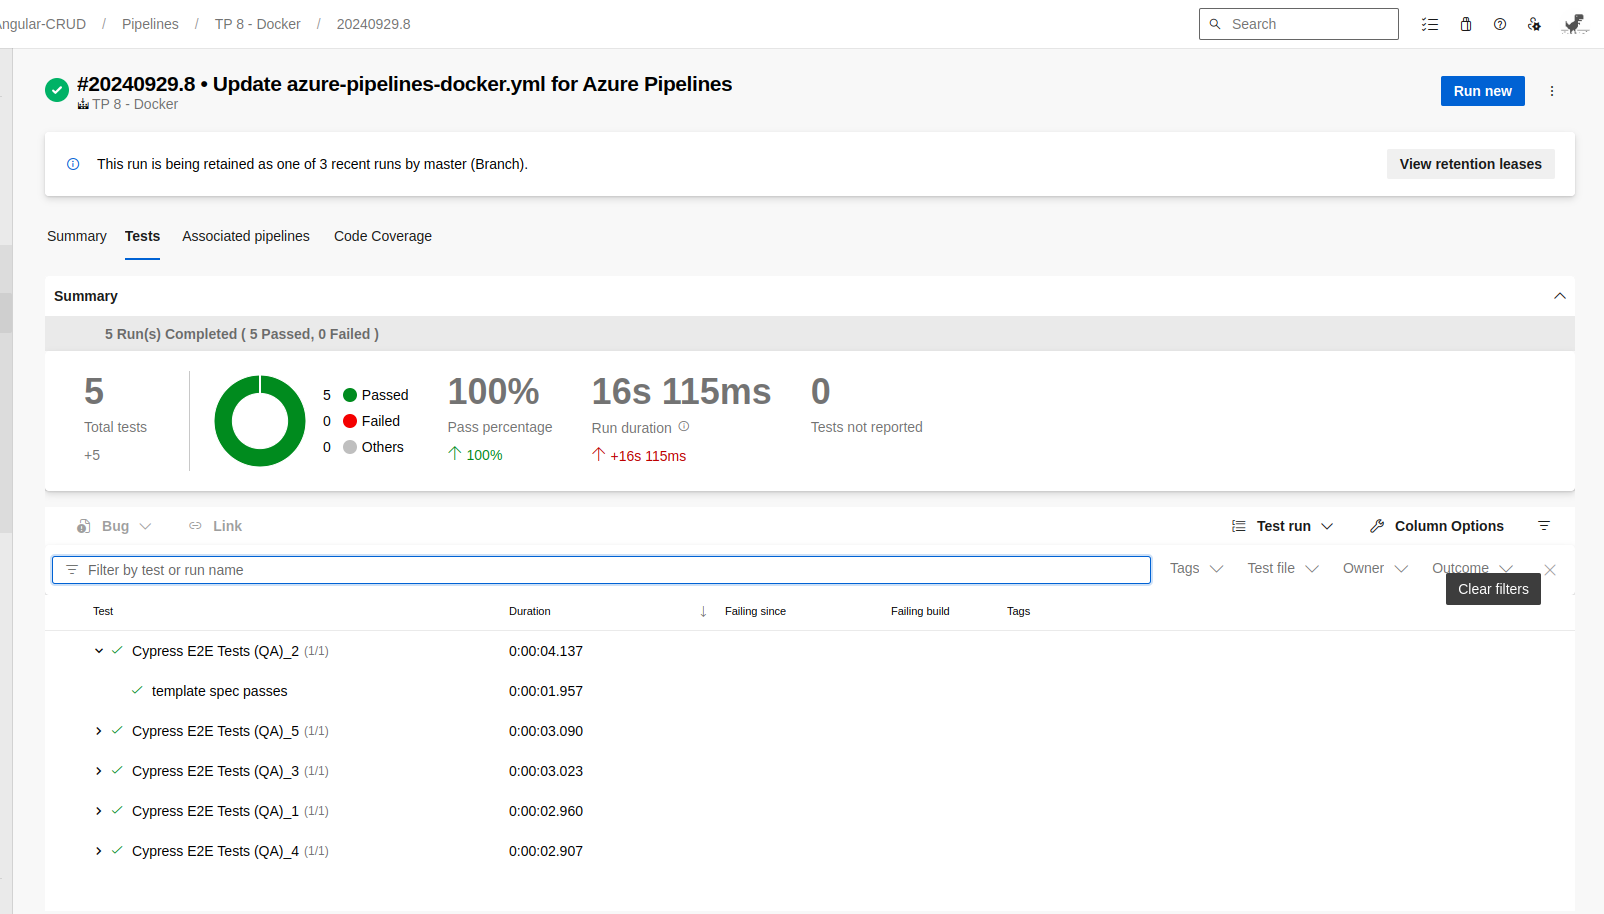 Angular-CRUD / Pipelines / TP 8 - Docker / 20240929.8
Search
#20240929.8 • Update azure-pipelines-docker.yml for Azure Pipelines
TP 8 - Docker
Run new
This run is being retained as one of 3 recent runs by master (Branch).
View retention leases
Summary Tests Associated pipelines Code Coverage
Summary
5 Run(s) Completed ( 5 Passed, 0 Failed )
5
Total tests
+5
5 Passed
0 Failed
0 Others
100%
Pass percentage
100%
16s 115ms
Run duration
+16s 115ms
0
Tests not reported
Bug Link Test run Column Options
Filter by test or run name Tags Test file Owner Outcome
Clear filters
Test Duration Failing since Failing build Tags
Cypress E2E Tests (QA)_2 (1/1) 0:00:04.137
template spec passes 0:00:01.957
Cypress E2E Tests (QA)_5 (1/1) 0:00:03.090
Cypress E2E Tests (QA)_3 (1/1) 0:00:03.023
Cypress E2E Tests (QA)_1 (1/1) 0:00:02.960
Cypress E2E Tests (QA)_4 (1/1) 0:00:02.907